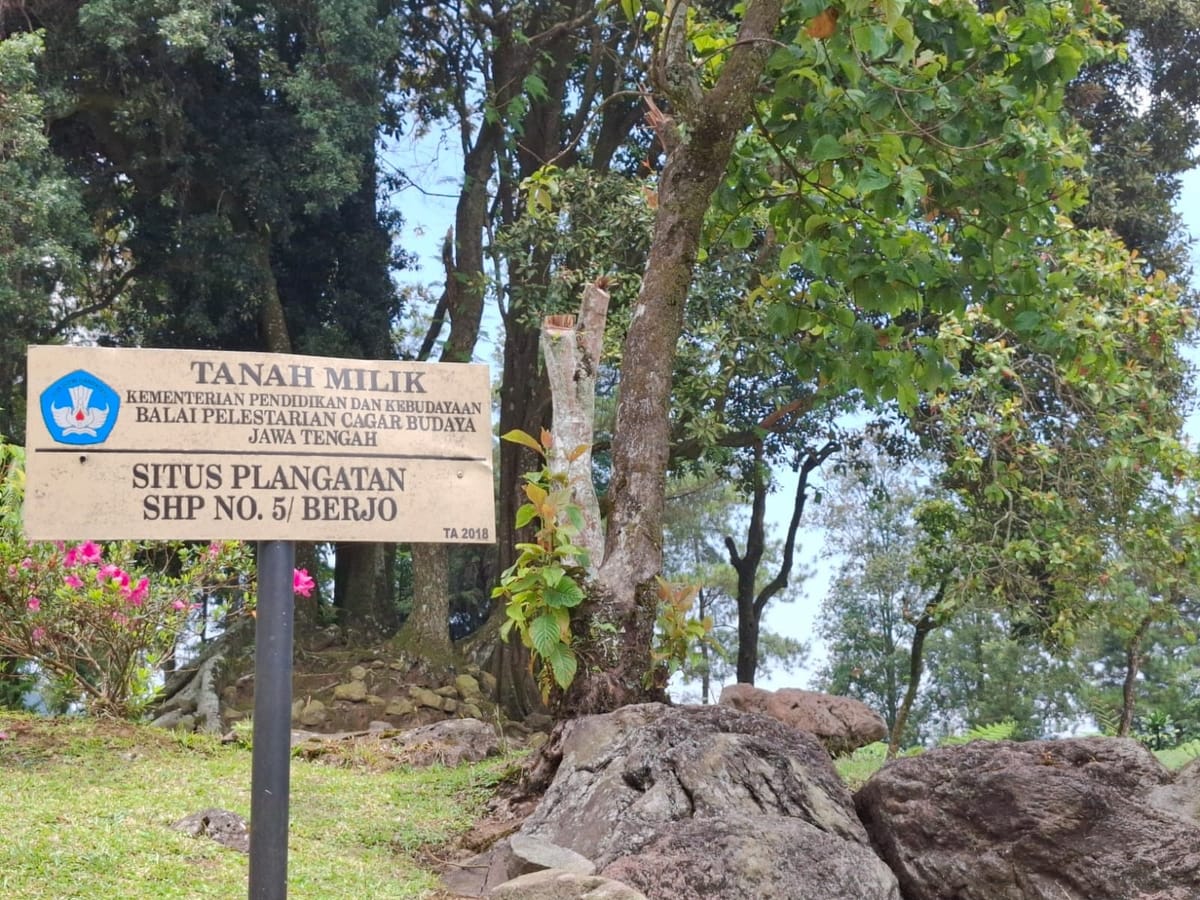 TANAH MILIK
KEMENTERIAN PENDIDIKAN DAN KEBUDAYAAN
BALAI PELESTARIAN CAGAR BUDAYA
JAWA TENGAH
SITUS PLANGATAN
SHP NO. 5/ BERJO
TA 2018